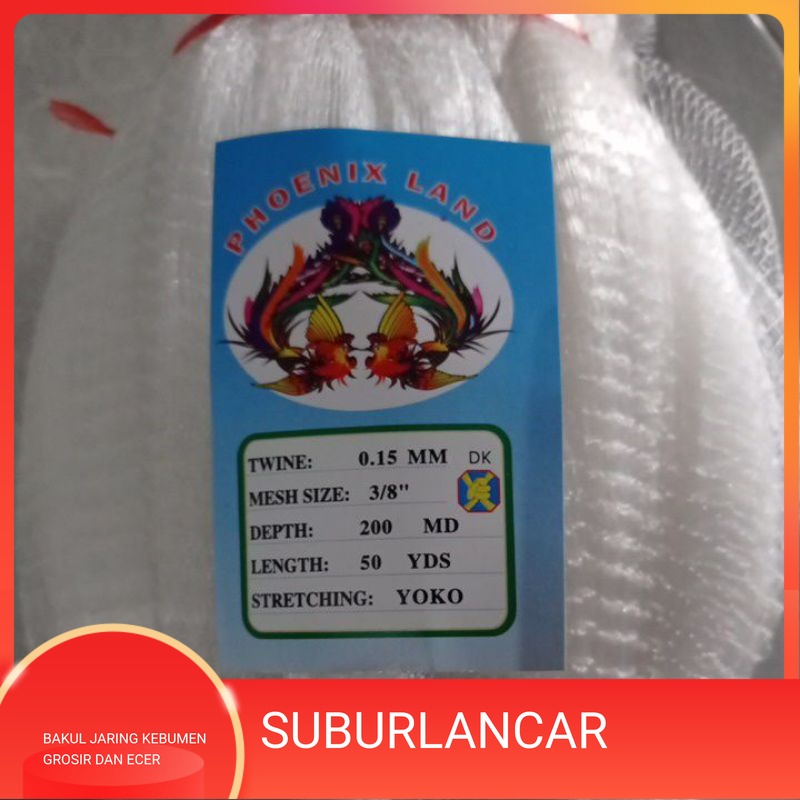 PHOENIX LAND
TWINE: 0.15 MM DK
MESH SIZE: 3/8"
DEPTH: 200 MD
LENGTH: 50 YDS
STRETCHING: YOKO
BAKUL JARING KEBUMEN
GROSIR DAN ECER
SUBURLANCAR